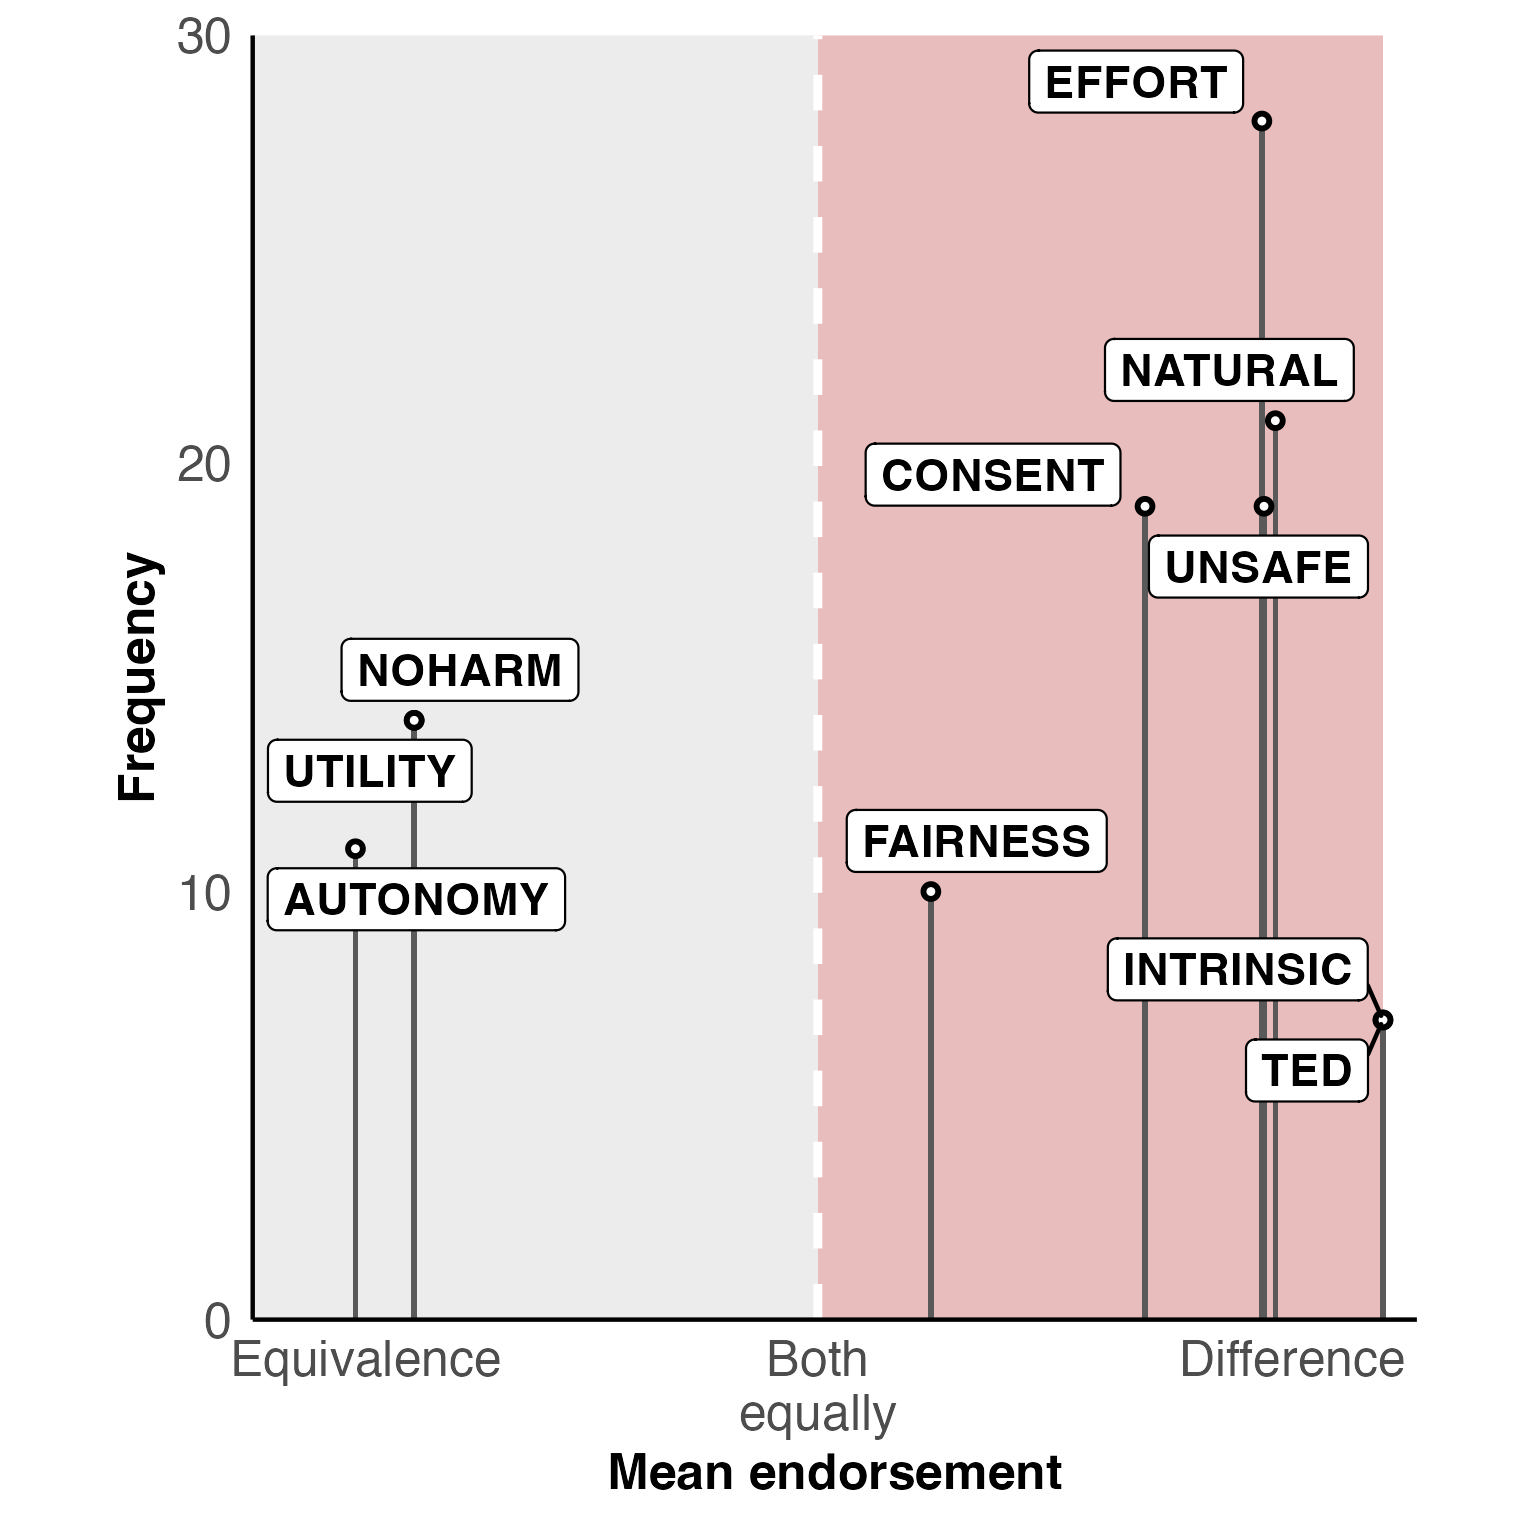 30
EFFORT
NATURAL
20
CONSENT
UNSAFE
Frequency
NOHARM
UTILITY
FAIRNESS
10
AUTONOMY
INTRINSIC
TED
0
Equivalence
Both
equally
Difference
Mean endorsement